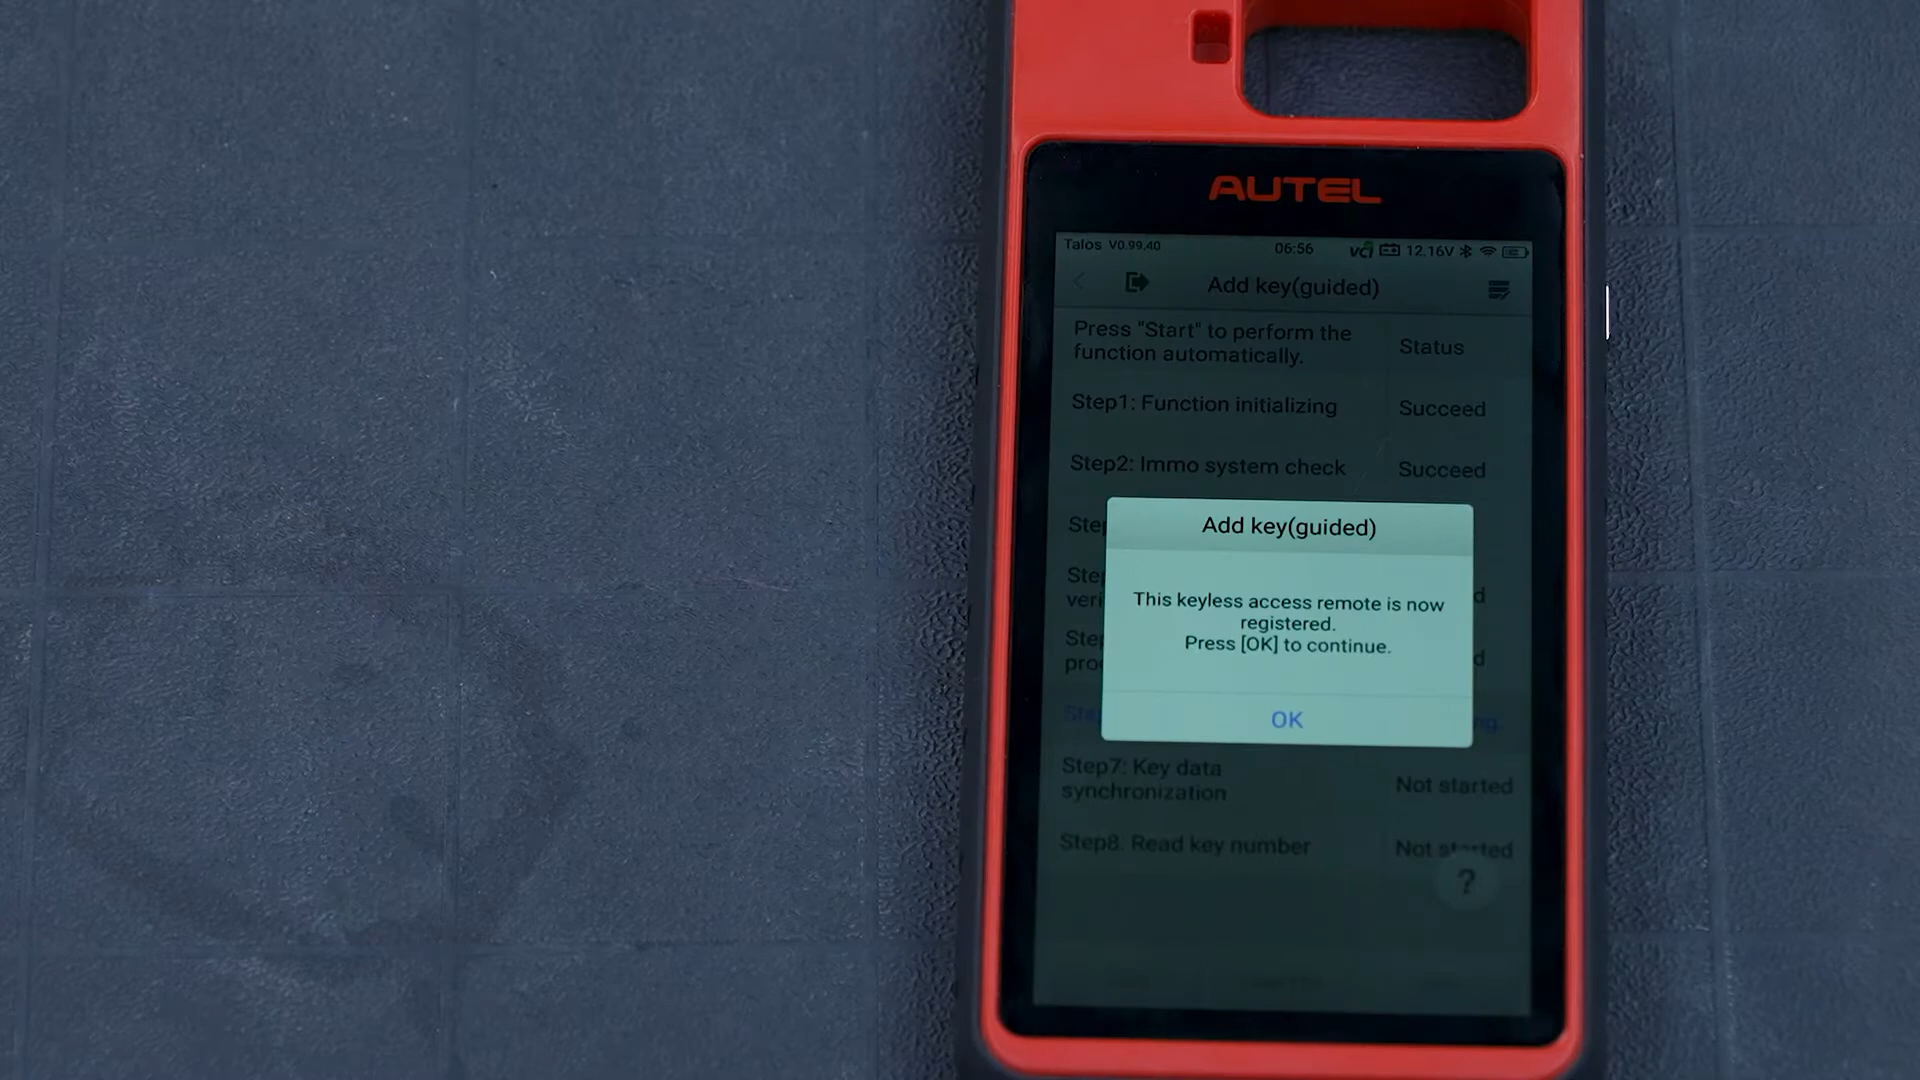 AUTEL
Talos V0.99.40 06:56 vci 12.16V
Add key(guided)
Press "Start" to perform the
function automatically.
Status
Step1: Function initializing Succeed
Step2: Immo system check Succeed
Add key(guided)
This keyless access remote is now
registered.
Press [OK] to continue.
OK
Step7: Key data
synchronization
Not started
Step8: Read key number Not started
?